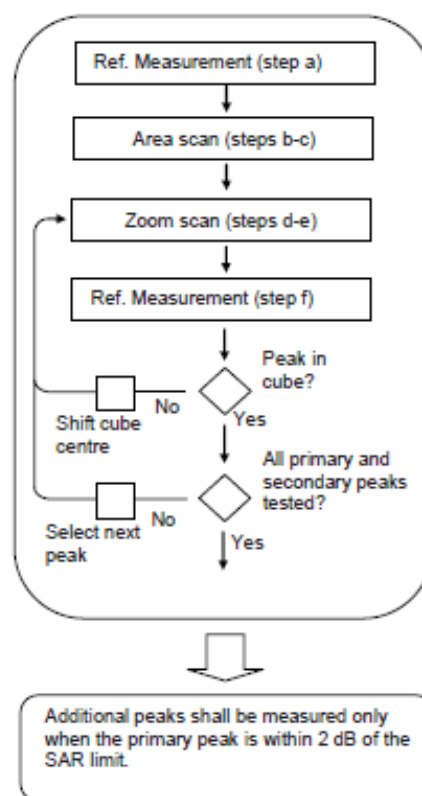 Ref. Measurement (step a)
Area scan (steps b-c)
Zoom scan (steps d-e)
Ref. Measurement (step f)
Peak in
cube?
No
Yes
Shift cube
centre
All primary and
secondary peaks
tested?
No
Yes
Select next
peak
Additional peaks shall be measured only
when the primary peak is within 2 dB of the
SAR limit.